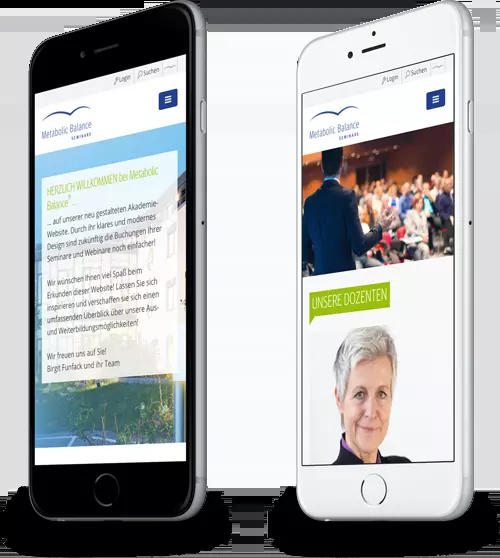 Login Suchen
Metabolic Balance
SEMINARE
HERZLICH WILLKOMMEN bei Metabolic
Balance® ...
... auf unserer neu gestalteten Akademie-
Website. Durch ihr klares und modernes
Design sind zukünftig die Buchungen Ihrer
Seminare und Webinare noch einfacher!
Wir wünschen Ihnen viel Spaß beim
Erkunden dieser Website! Lassen Sie sich
inspirieren und verschaffen sie sich einen
umfassenden Überblick über unsere Aus-
und Weiterbildungsmöglichkeiten!
Wir freuen uns auf Sie!
Birgit Funfack und ihr Team
Login Suchen
Metabolic Balance
SEMINARE
UNSERE DOZENTEN